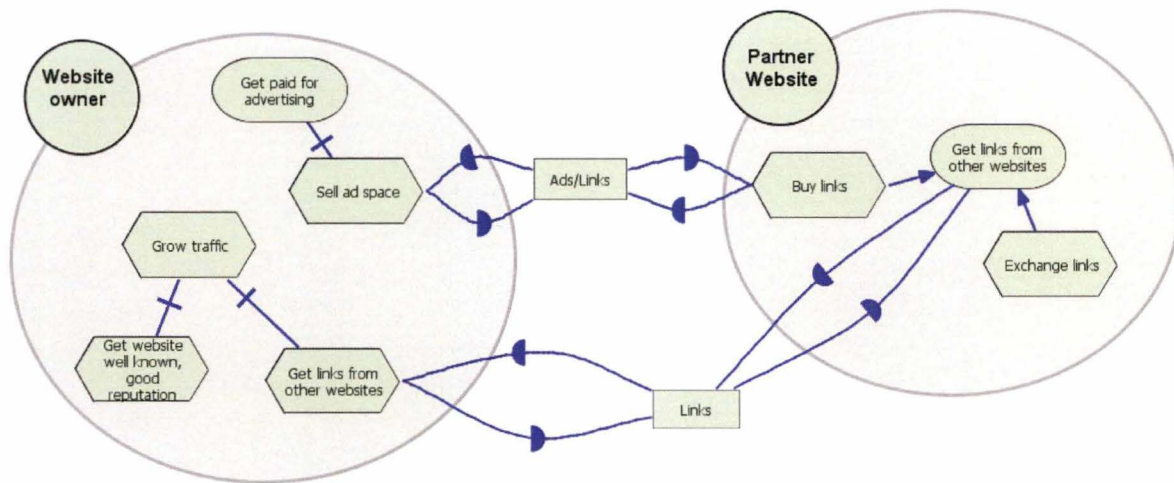 Website
owner
Get paid for
advertising
Sell ad space
Grow traffic
Get website
well known,
good
reputation
Get links from
other websites
Ads/Links
Links
Partner
Website
Buy links
Get links from
other websites
Exchange links